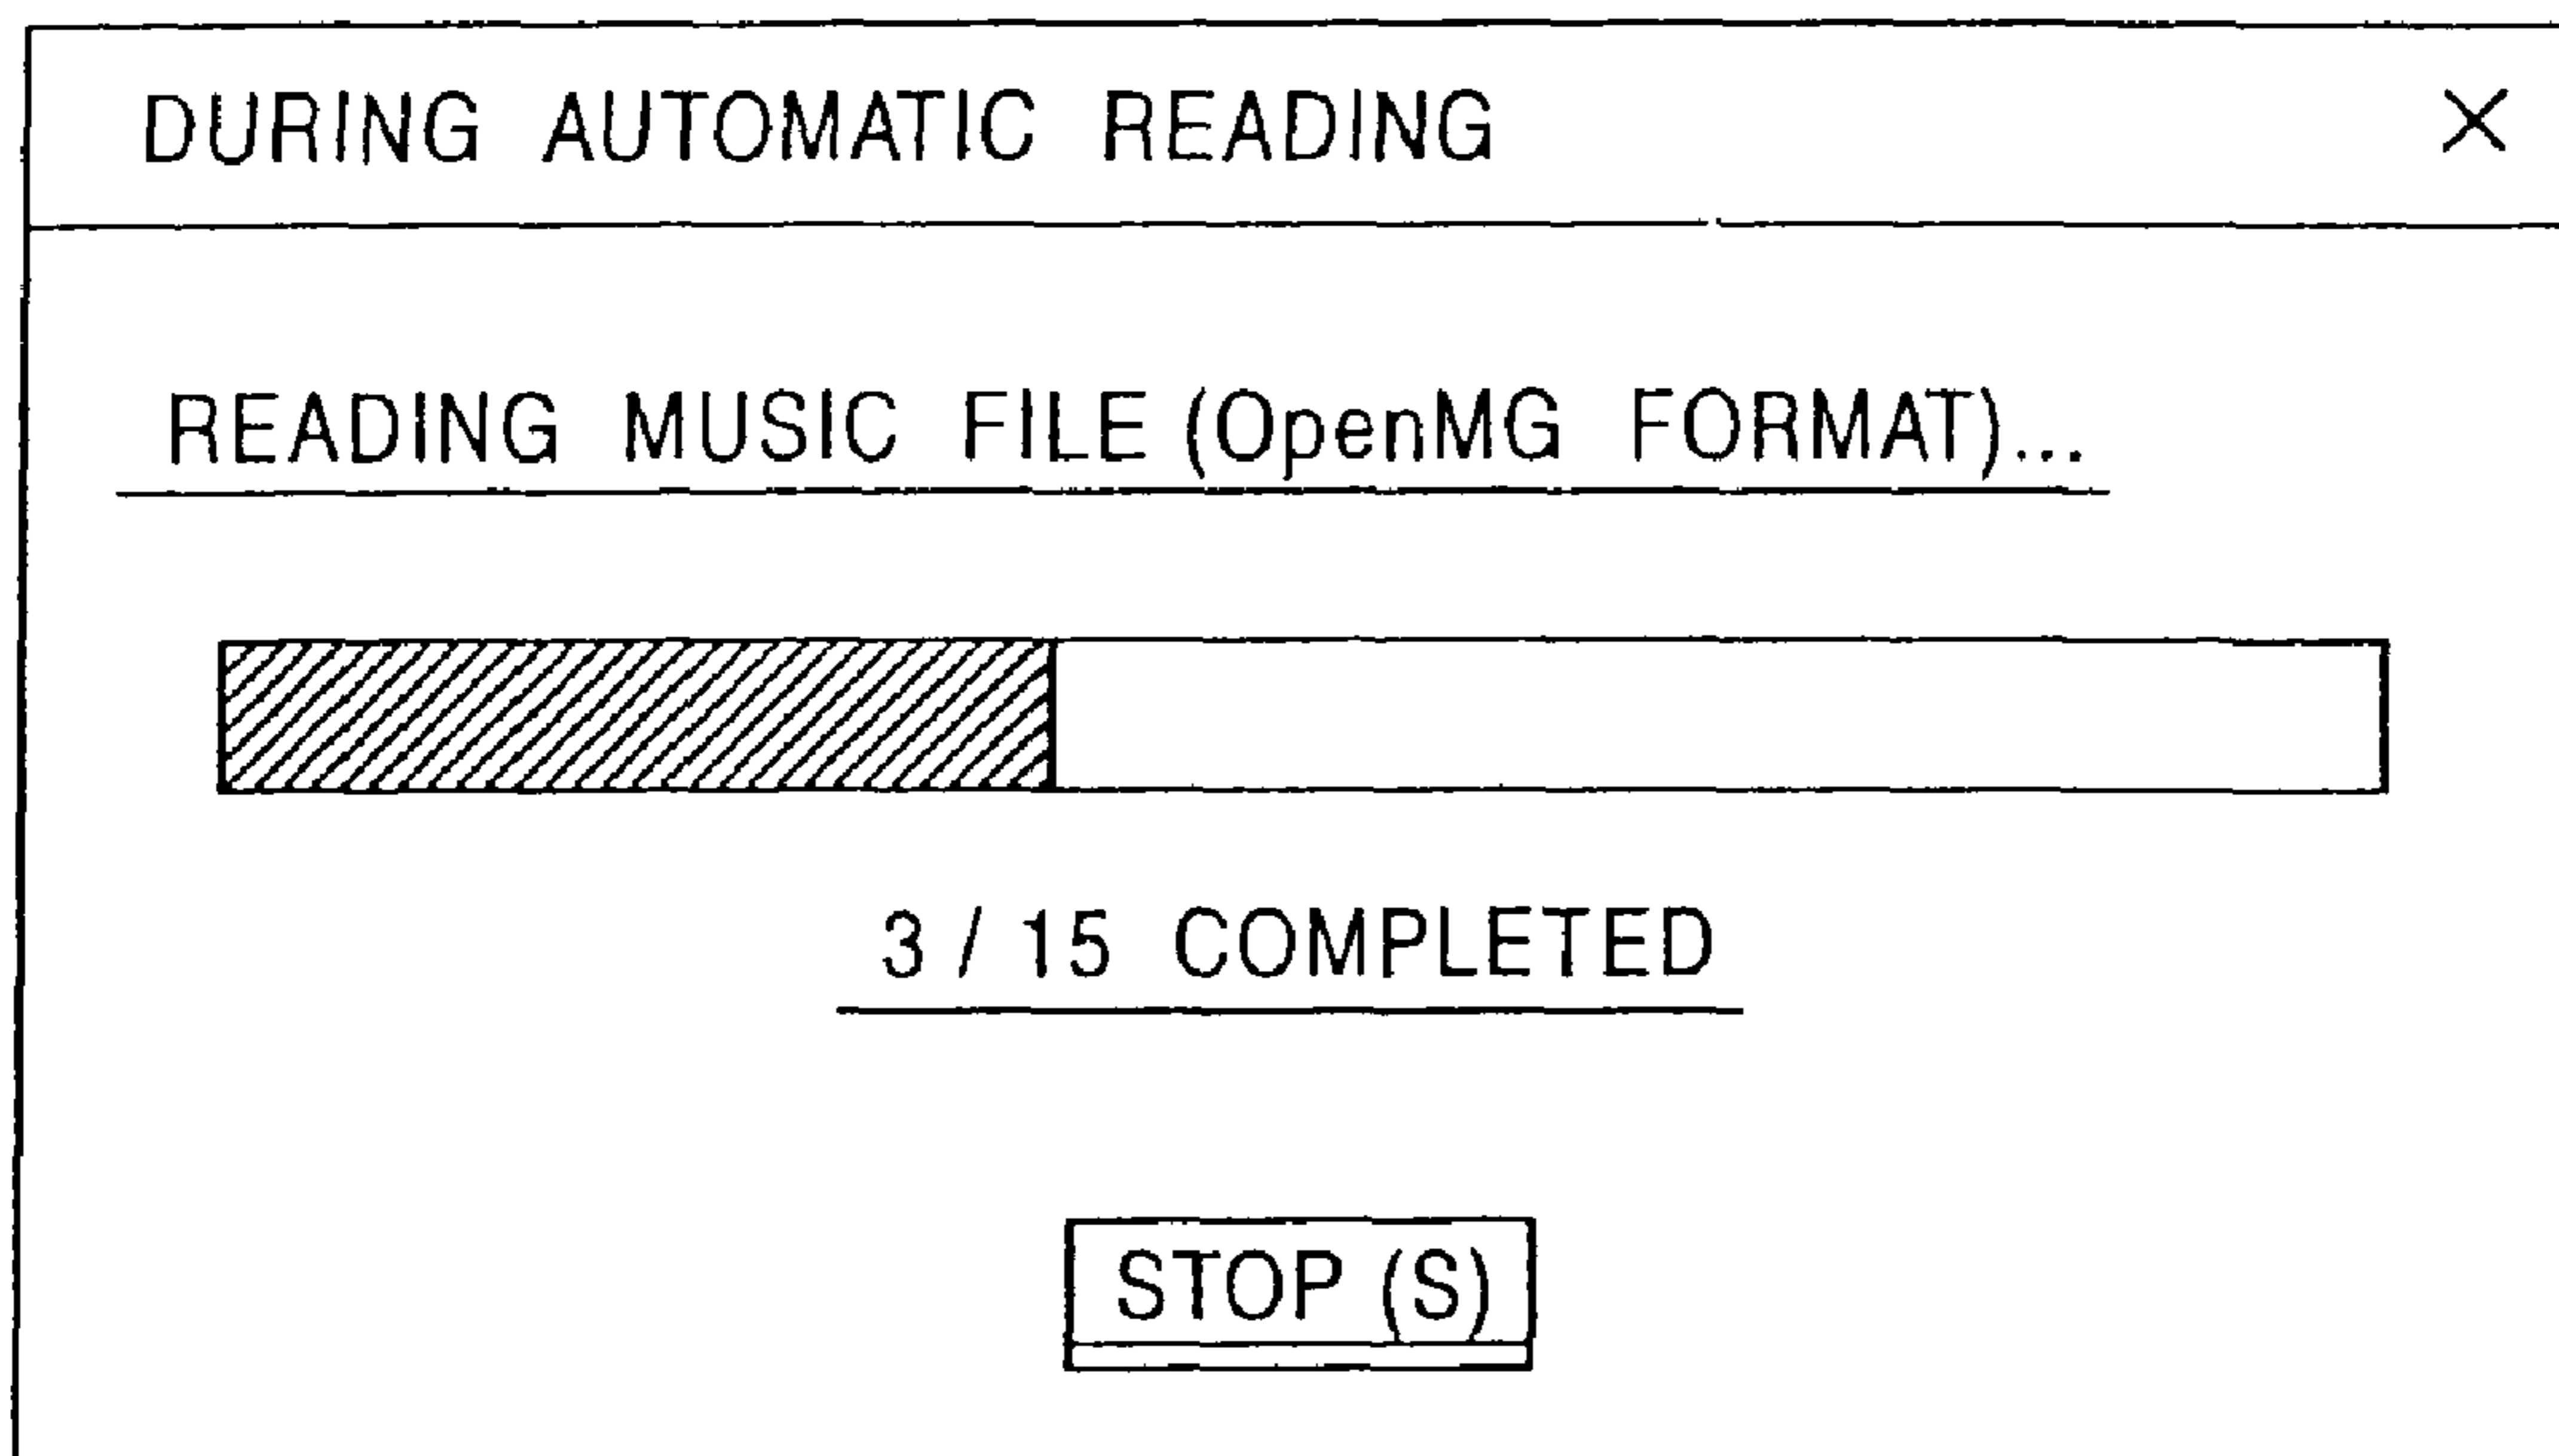 DURING AUTOMATIC READING ×
READING MUSIC FILE (OpenMG FORMAT)...
3 / 15 COMPLETED
STOP (S)